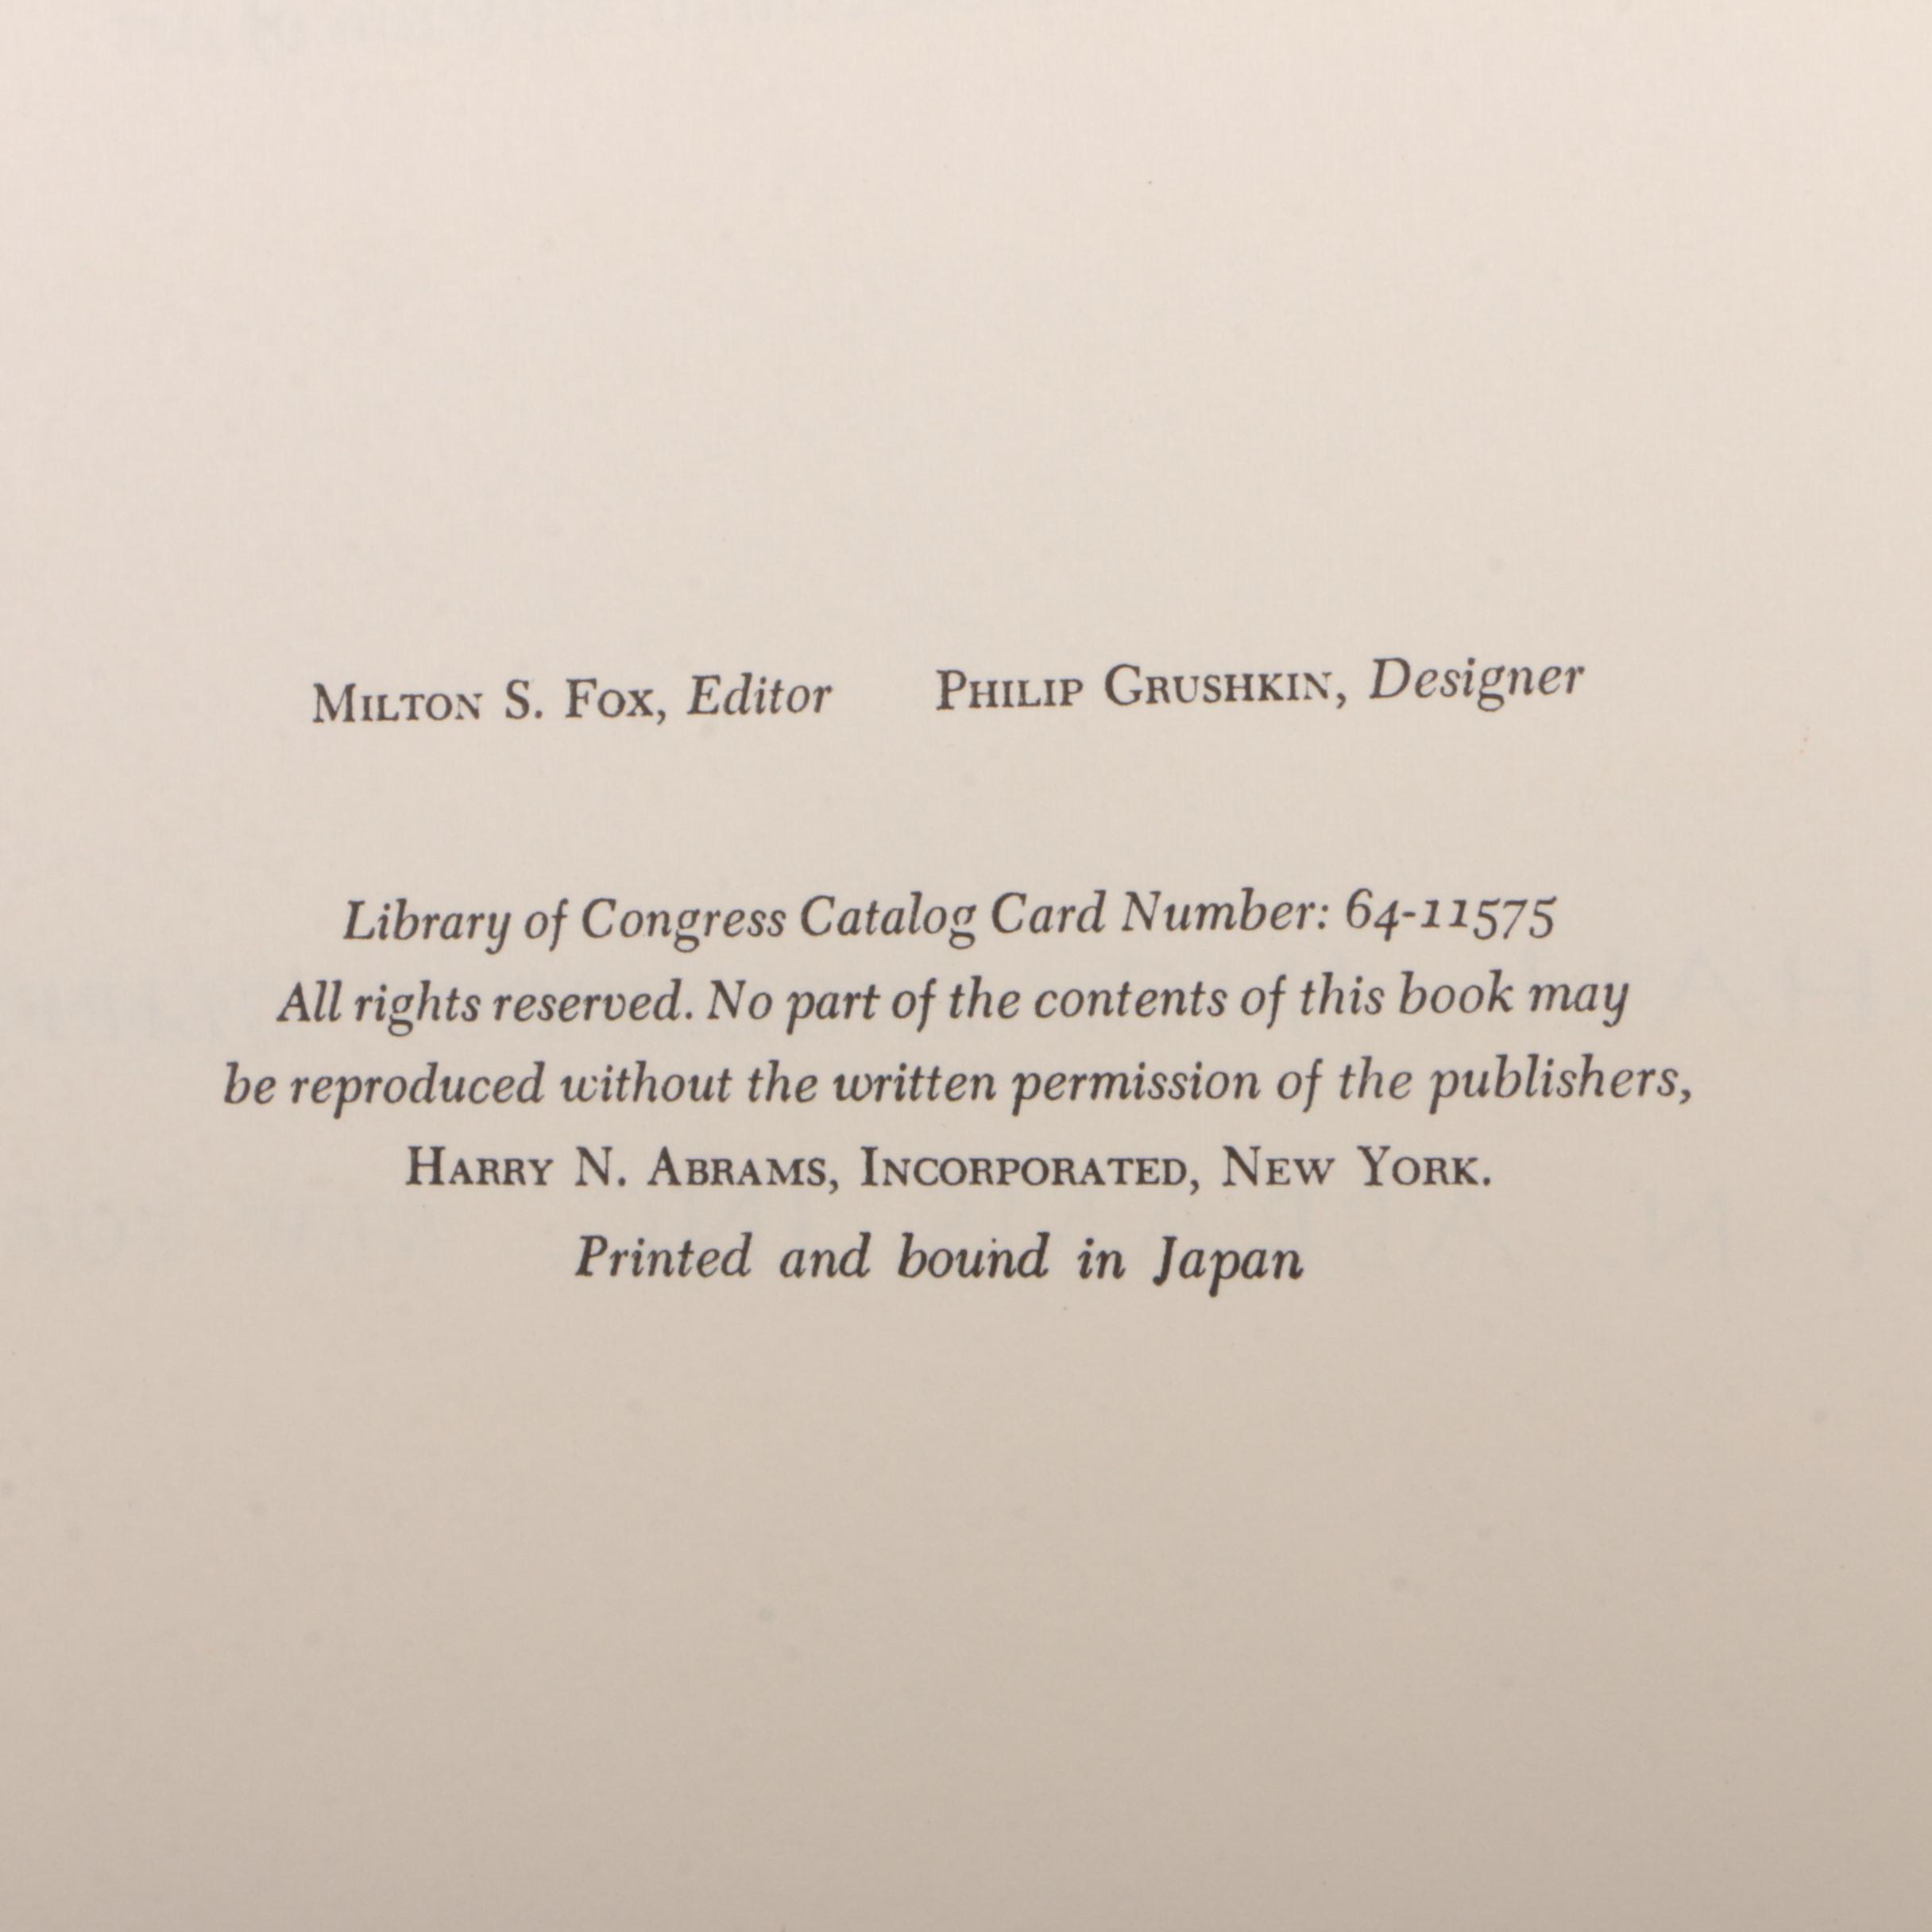 Milton S. Fox, Editor Philip Grushkin, Designer
Library of Congress Catalog Card Number: 64-11575
All rights reserved. No part of the contents of this book may
be reproduced without the written permission of the publishers,
Harry N. Abrams, Incorporated, New York.
Printed and bound in Japan